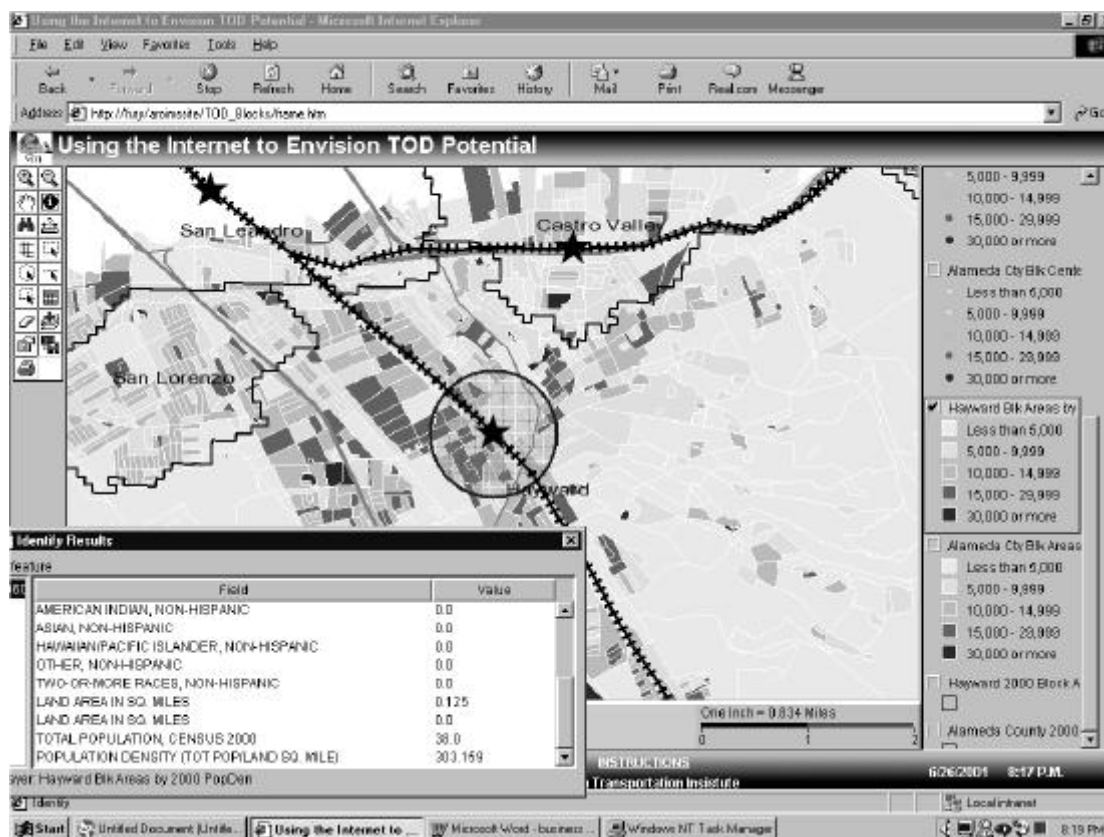 Using the Internet to Envision TOD Potential - Microsoft Internet Explorer
File Edit View Favorites Tools Help
Back Forward Stop Refresh Home Search Favorites History Mail Print Real.com Messenger
Address http://hsiy/aroimssite/TOD_Blocks/frame.htm Go
Using the Internet to Envision TOD Potential
San Leandro
Castro Valley
San Lorenzo
Hayward
5,000 - 9,999
10,000 - 14,999
15,000 - 29,999
30,000 or more
Alameda Cty Blk Cente
Less than 5,000
5,000 - 9,999
10,000 - 14,999
15,000 - 29,999
30,000 or more
Hayward Blk Areas by
Less than 5,000
5,000 - 9,999
10,000 - 14,999
15,000 - 29,999
30,000 or more
Alameda Cty Blk Areas
Less than 5,000
5,000 - 9,999
10,000 - 14,999
15,000 - 29,999
30,000 or more
Hayward 2000 Block A
Alameda County 2000
One Inch = 0.834 Miles
0 1 2
Identify Results
feature
Field Value
AMERICAN INDIAN, NON-HISPANIC 0.0
ASIAN, NON-HISPANIC 0.0
HAWAIIAN/PACIFIC ISLANDER, NON-HISPANIC 0.0
OTHER, NON-HISPANIC 0.0
TWO-OR-MORE RACES, NON-HISPANIC 0.0
LAND AREA IN SQ. MILES 0.125
LAND AREA IN SQ. MILES 0.0
TOTAL POPULATION, CENSUS 2000 38.0
POPULATION DENSITY (TOT POP/LAND SQ. MILE) 303.159
ayer: Hayward Blk Areas by 2000 PopDen
INSTRUCTIONS
Transportation Insistute
6/26/2001 8:17 P.M.
Identify
Local intranet
Start Untitled Document (Untitle... Using the Internet to ... Microsoft Word - business ... Windows NT Task Manager 8:19 PM